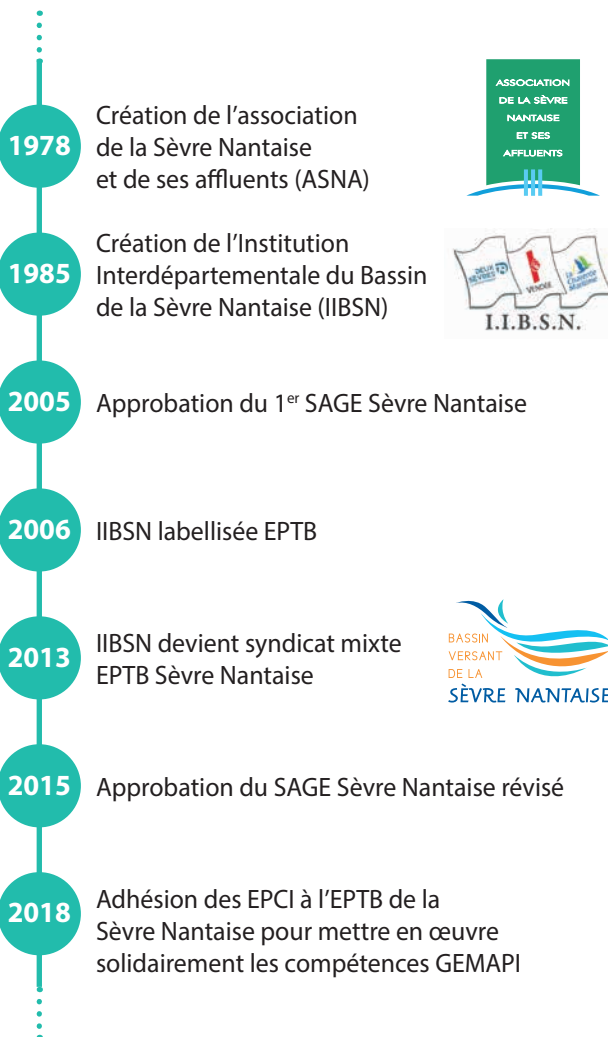 1978
Création de l’association
de la Sèvre Nantaise
et de ses affluents (ASNA)
ASSOCIATION
DE LA SÈVRE
NANTAISE
ET SES
AFFLUENTS
1985
Création de l’Institution
Interdépartementale du Bassin
de la Sèvre Nantaise (IIBSN)
DEUX
SÈVRES
VENDÉE
I.I.B.S.N.
2005
Approbation du 1er SAGE Sèvre Nantaise
2006
IIBSN labellisée EPTB
2013
IIBSN devient syndicat mixte
EPTB Sèvre Nantaise
BASSIN
VERSANT
DE LA
SÈVRE NANTAISE
2015
Approbation du SAGE Sèvre Nantaise révisé
2018
Adhésion des EPCI à l’EPTB de la
Sèvre Nantaise pour mettre en œuvre
solidairement les compétences GEMAPI